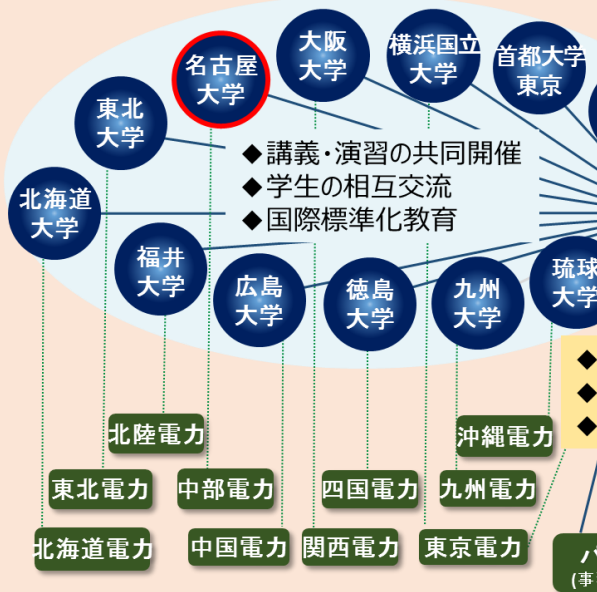 大阪
大学
横浜国立
大学
首都大学
東京
名古屋
大学
東北
大学
◆講義・演習の共同開催
◆学生の相互交流
◆国際標準化教育
北海道
大学
福井
大学
広島
大学
徳島
大学
九州
大学
琉球
大学
◆
◆
◆
北陸電力
沖縄電力
東北電力
中部電力
四国電力
九州電力
北海道電力
中国電力
関西電力
東京電力
(事